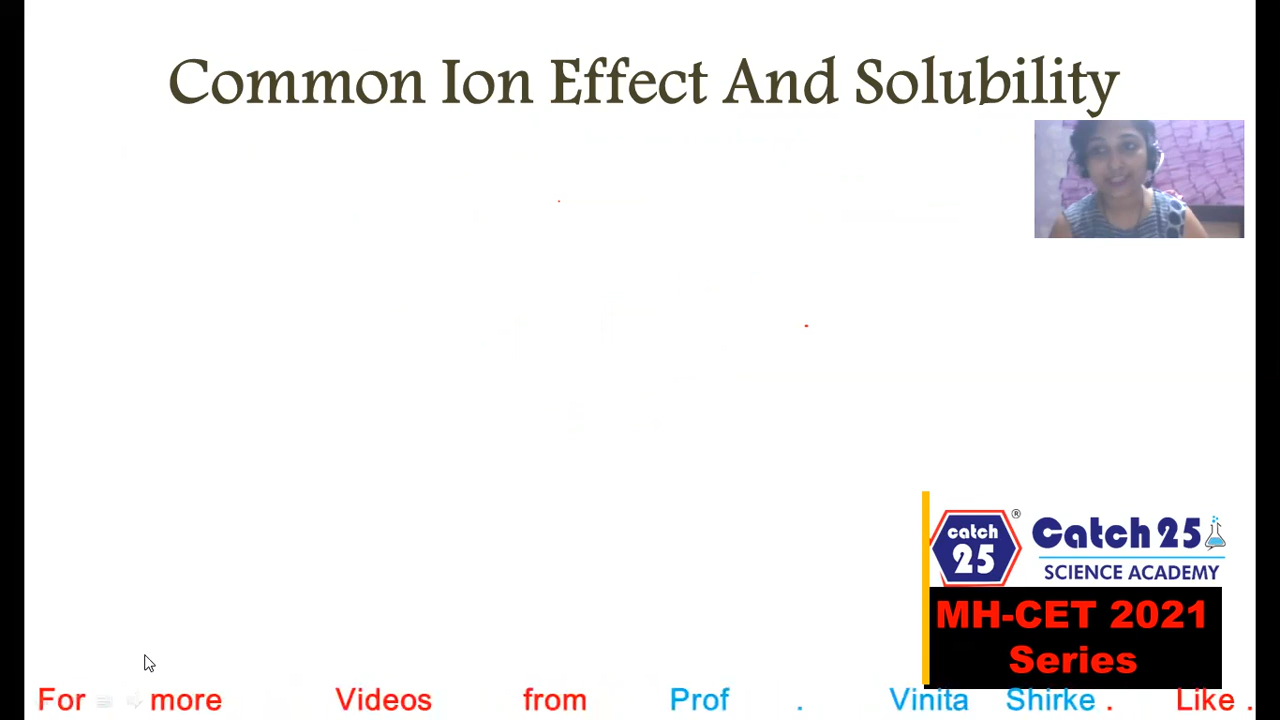 Common Ion Effect And Solubility
catch
25
®
Catch 25
SCIENCE ACADEMY
MH-CET 2021
Series
For more Videos from Prof . Vinita Shirke . Like .